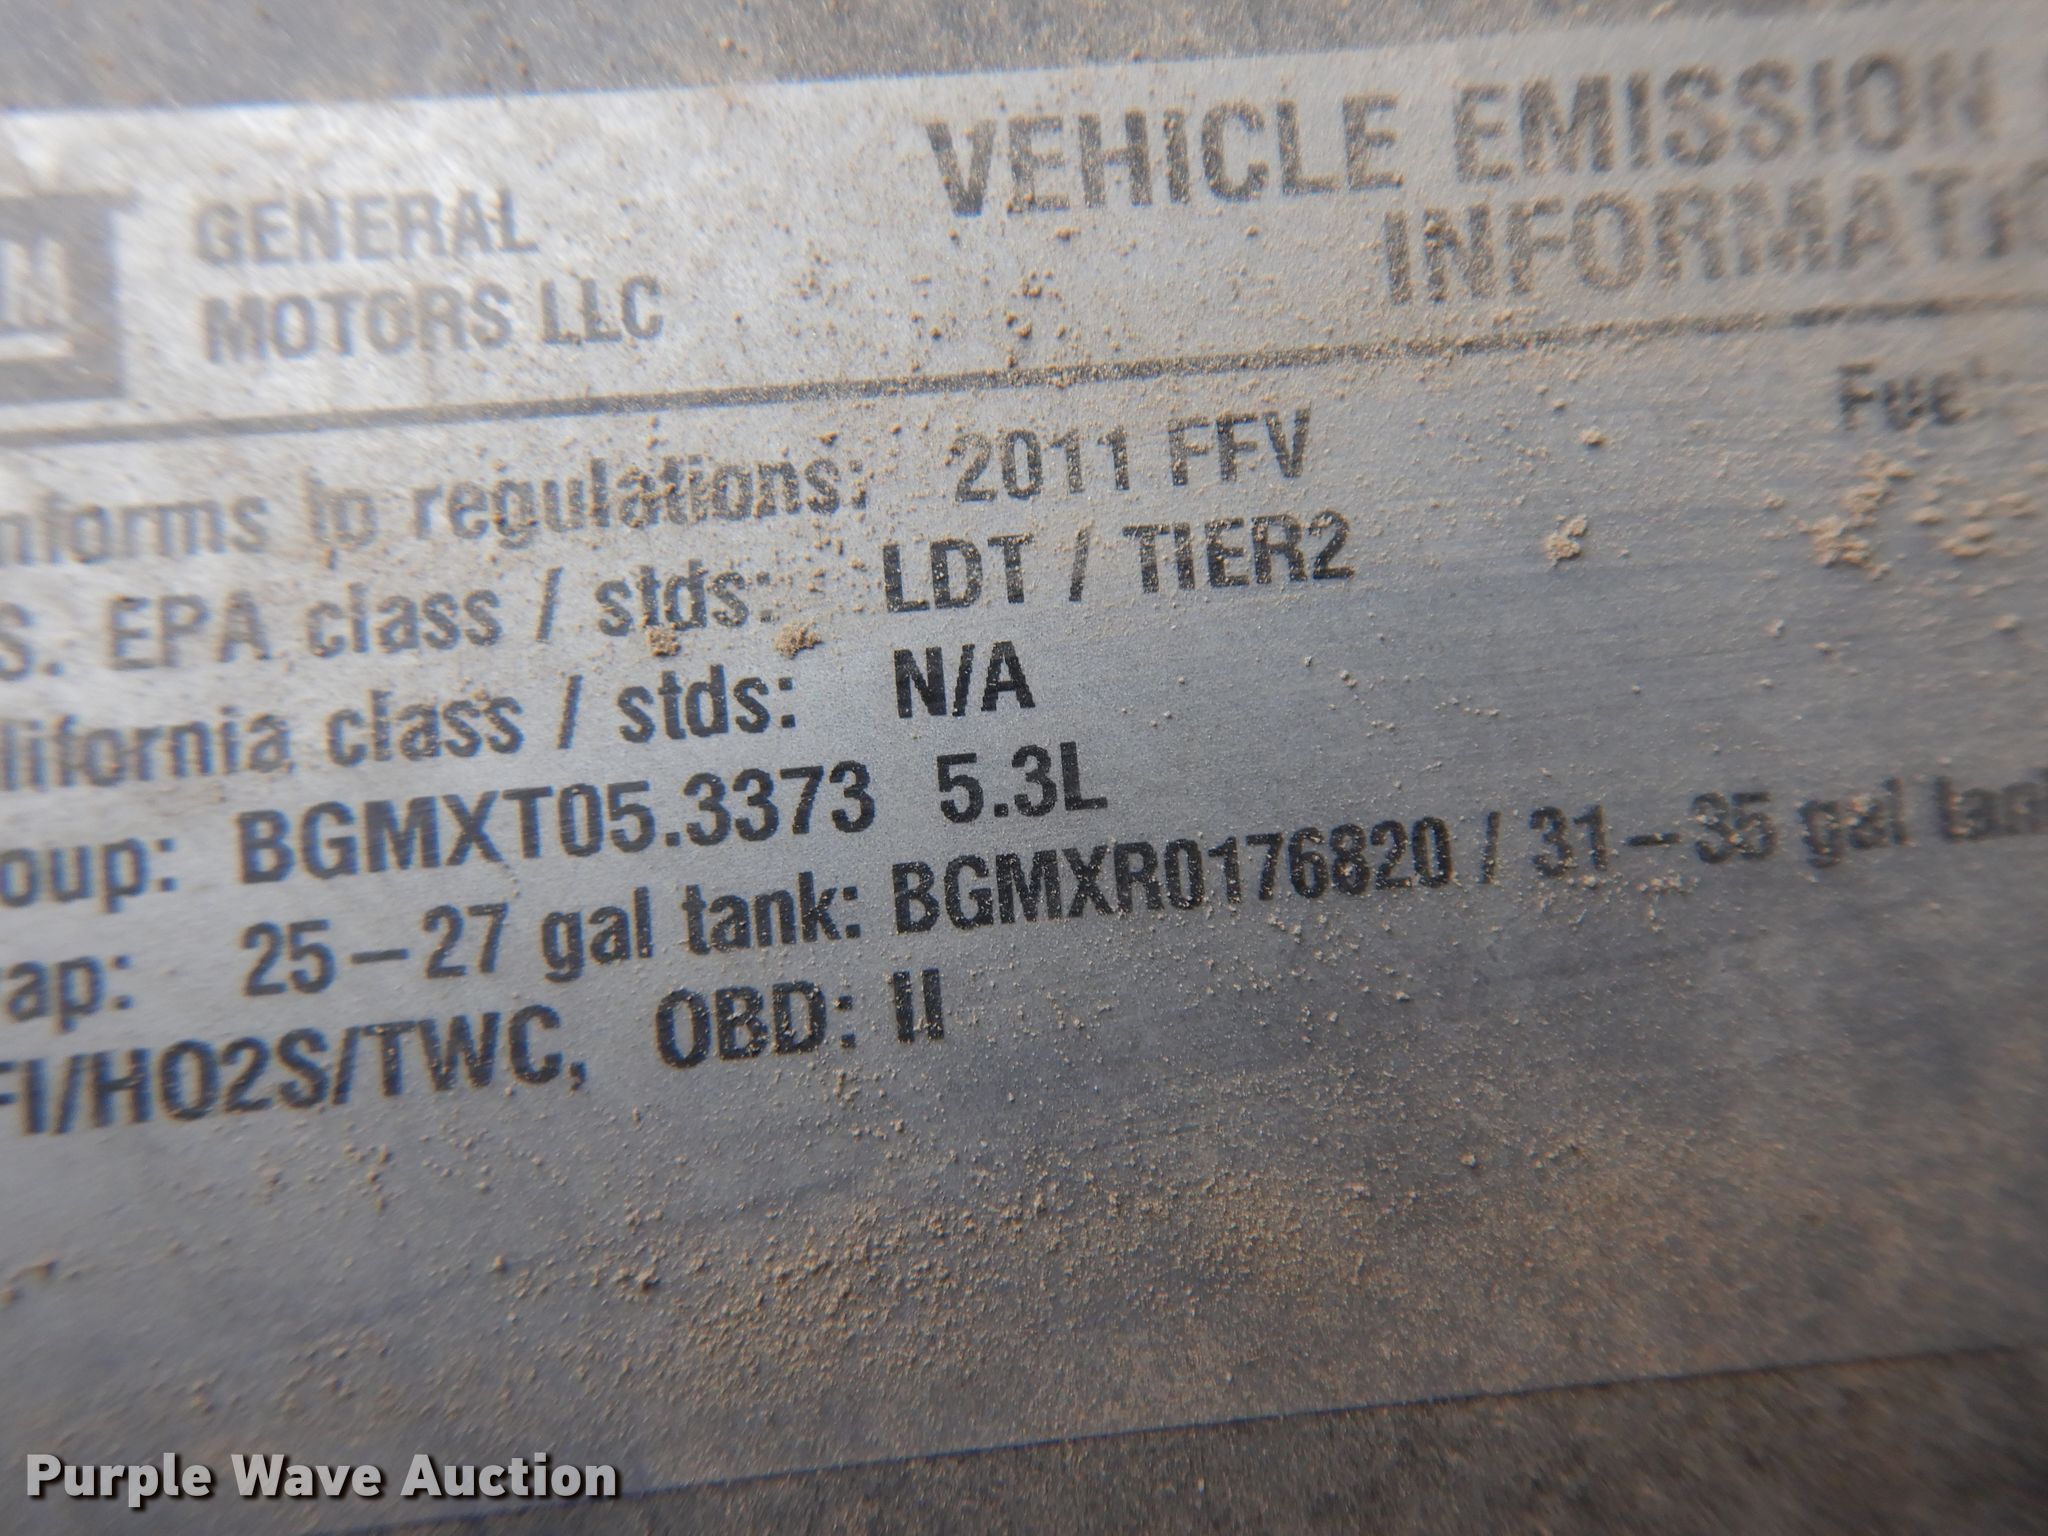 GM
GENERAL
MOTORS LLC
VEHICLE EMISSION
INFORMATI
nforms to regulations: 2011 FFV
S. EPA class / stds: LDT / TIER2
lifornia class / stds: N/A
oup: BGMXT05.3373 5.3L
ap: 25-27 gal tank: BGMXR0176820 / 31-35 gal tan
FI/HO2S/TWC, OBD: II
Purple Wave Auction